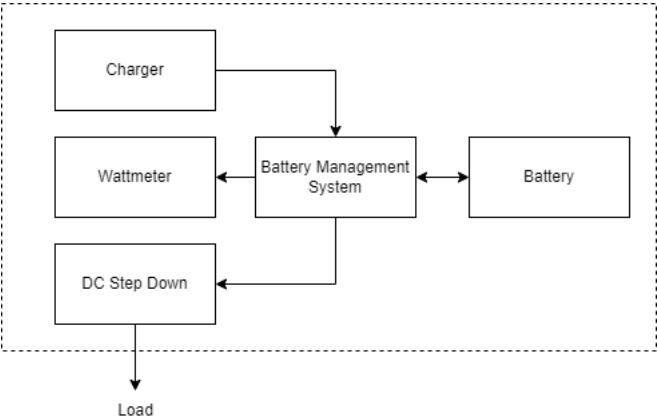 Charger
Wattmeter
Battery Management
System
Battery
DC Step Down
Load